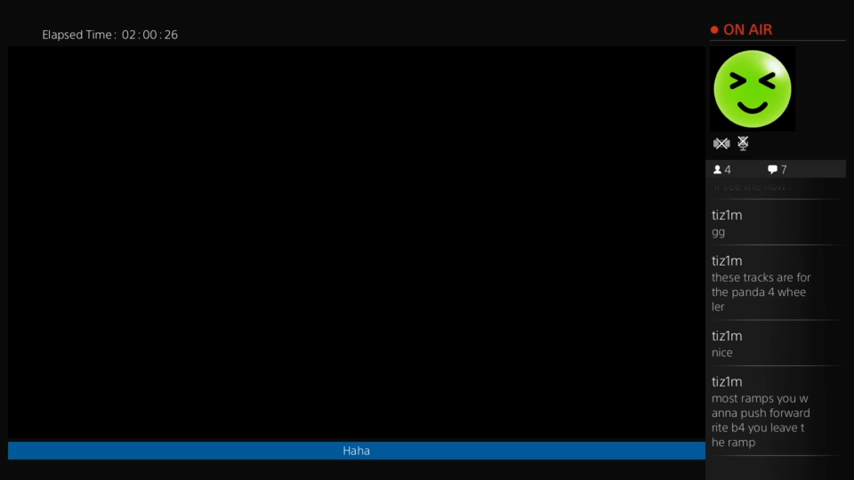 Elapsed Time: 02:00:26
ON AIR
4
7
tiz1m
gg
tiz1m
these tracks are for
the panda 4 whee
ler
tiz1m
nice
tiz1m
most ramps you w
anna push forward
rite b4 you leave t
he ramp
Haha